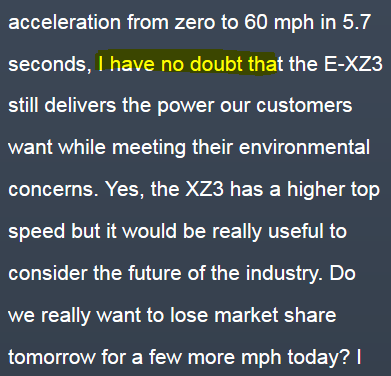 acceleration from zero to 60 mph in 5.7
seconds, I have no doubt that the E-XZ3
still delivers the power our customers
want while meeting their environmental
concerns. Yes, the XZ3 has a higher top
speed but it would be really useful to
consider the future of the industry. Do
we really want to lose market share
tomorrow for a few more mph today? I